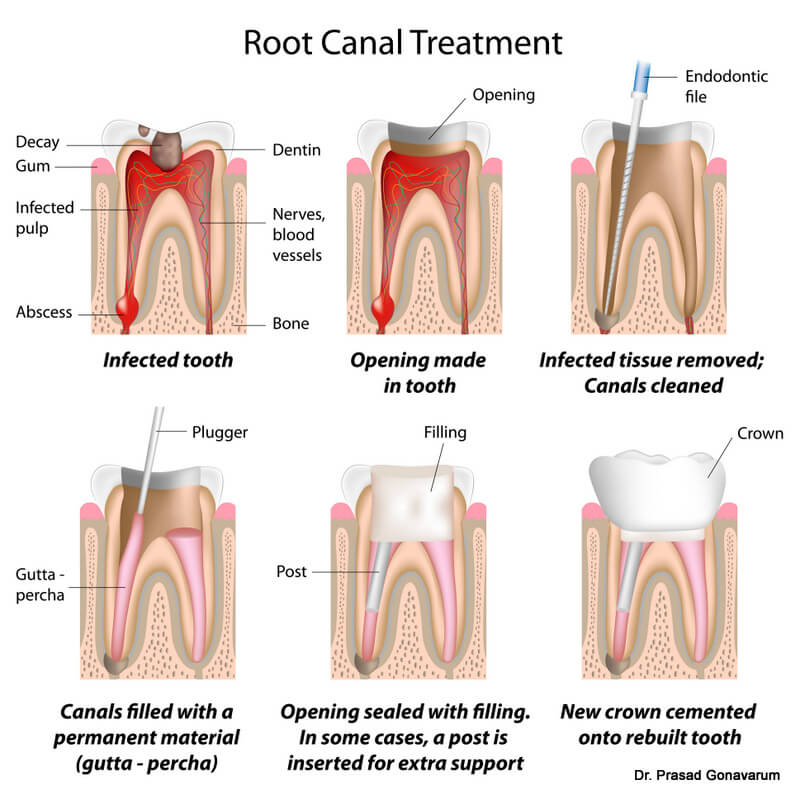 Root Canal Treatment
Decay
Gum
Infected
pulp
Abscess
Dentin
Nerves,
blood
vessels
Bone
Infected tooth
Opening
Opening made
in tooth
Endodontic
file
Infected tissue removed;
Canals cleaned
Plugger
Gutta -
percha
Canals filled with a
permanent material
(gutta - percha)
Filling
Post
Opening sealed with filling.
In some cases, a post is
inserted for extra support
Crown
New crown cemented
onto rebuilt tooth
Dr. Prasad Gonavarum